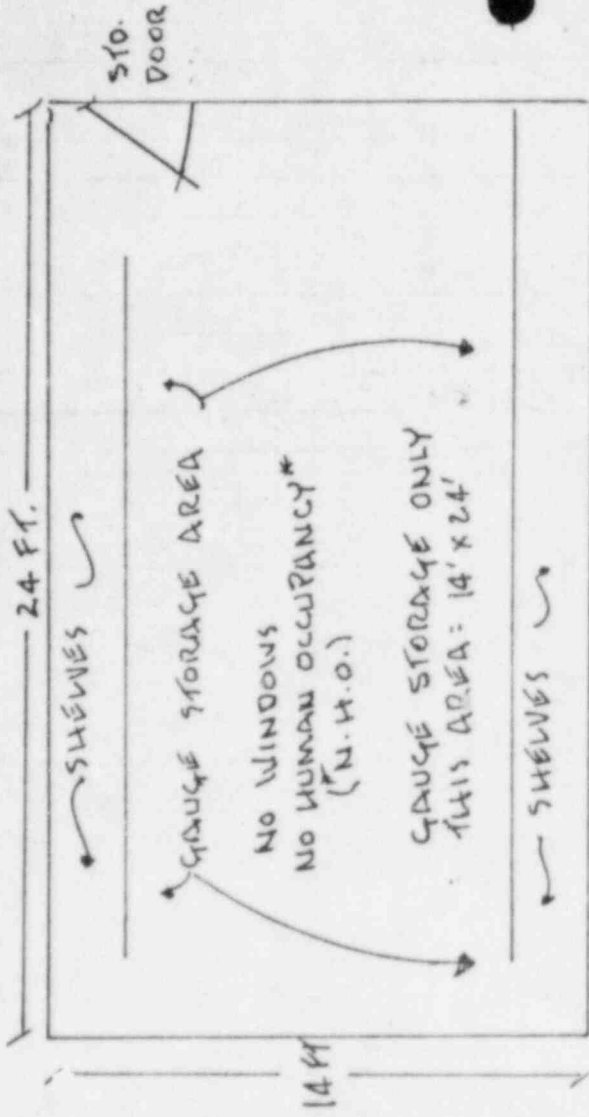 24 FT.
STD.
DOOR
SHELVES
GAUGE STORAGE AREA
NO WINDOWS
NO HUMAN OCCUPANCY*
(*N.H.O.)
GAUGE STORAGE ONLY
THIS AREA: 14' X 24'
SHELVES
14 FT